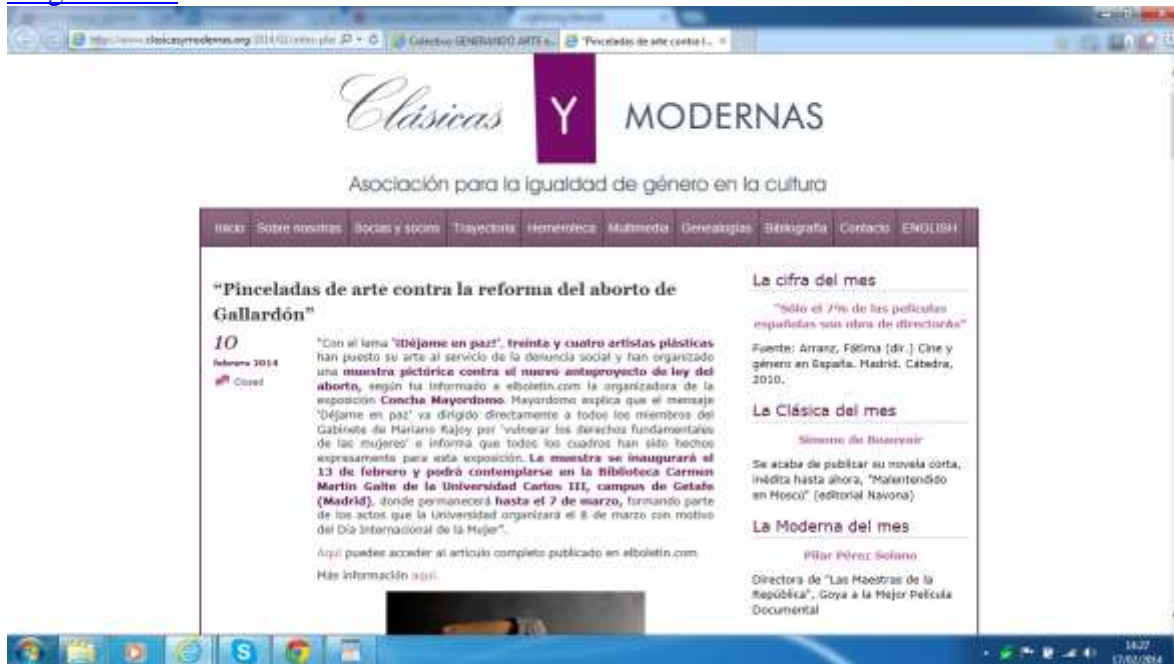 http://www.clasicasymodernas.org/2014/02/
Colectivo GENERANDO ARTE e...
"Pinceladas de arte contra l...
Clásicas Y MODERNAS
Asociación para la igualdad de género en la cultura
Inicio Sobre nosotras Socias y socios Trayectoria Hemeroteca Multimedia Genealogías Bibliografía Contacto ENGLISH
“Pinceladas de arte contra la reforma del aborto de
Gallardón”
10
febrero 2014
Closed
"Con el lema '¡Déjame en paz!', treinta y cuatro artistas plásticas
han puesto su arte al servicio de la denuncia social y han organizado
una muestra pictórica contra el nuevo anteproyecto de ley del
aborto, según ha informado a elboletin.com la organizadora de la
exposición Concha Mayordomo. Mayordomo explica que el mensaje
'Déjame en paz' va dirigido directamente a todos los miembros del
Gabinete de Mariano Rajoy por 'vulnerar los derechos fundamentales
de las mujeres' e informa que todos los cuadros han sido hechos
expresamente para esta exposición. La muestra se inaugurará el
13 de febrero y podrá contemplarse en la Biblioteca Carmen
Martín Gaite de la Universidad Carlos III, campus de Getafe
(Madrid), donde permanecerá hasta el 7 de marzo, formando parte
de los actos que la Universidad organizará el 8 de marzo con motivo
del Día Internacional de la Mujer".
Aquí puedes acceder al artículo completo publicado en elboletin.com
Más información aquí.
La cifra del mes
"Sólo el 7% de las películas
españolas son obra de directoras"
Fuente: Arranz, Fátima (dir.) Cine y
género en España. Madrid. Cátedra,
2010.
La Clásica del mes
Simone de Beauvoir
Se acaba de publicar su novela corta,
inédita hasta ahora, "Malentendido
en Moscú" (editorial Navona)
La Moderna del mes
Pilar Pérez Solano
Directora de "Las Maestras de la
República", Goya a la Mejor Película
Documental
14:27
17/02/2014